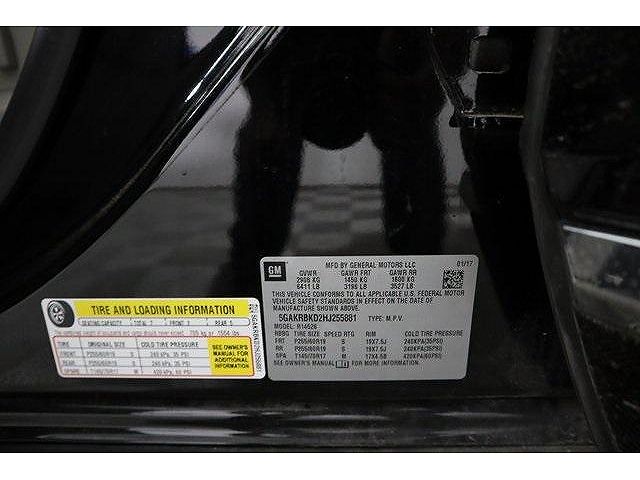 TIRE AND LOADING INFORMATION
SEATING CAPACITY TOTAL 7 FRONT 2 REAR 5
TIRE ORIGINAL SIZE COLD TIRE PRESSURE
FRONT P255/60R19 240 kPa, 35 PSI
REAR P255/60R19 240 kPa, 35 PSI
SPARE T145/70R17 420 kPa, 60 PSI
SEE OWNER'S
MANUAL FOR
ADDITIONAL
INFORMATION
GM
MFD BY GENERAL MOTORS LLC 01/17
GVWR GAWR FRT GAWR RR
2908 KG 1450 KG 1600 KG
6411 LB 3196 LB 3527 LB
THIS VEHICLE CONFORMS TO ALL APPLICABLE U.S. FEDERAL MOTOR
VEHICLE SAFETY STANDARDS IN EFFECT ON THE DATE OF
MANUFACTURE SHOWN ABOVE.
5GAKRBKD2HJ255881 TYPE: M.P.V.
MODEL: R14526
TIRE SIZE SPEED RTG RIM COLD TIRE PRESSURE
FRT P255/60R19 S 19X7.5J 240KPA(35PSI)
RR P255/60R19 S 19X7.5J 240KPA(35PSI)
SPA T145/70R17 M 17X4.5B 420KPA(60PSI)
SEE OWNER'S MANUAL FOR MORE INFORMATION.